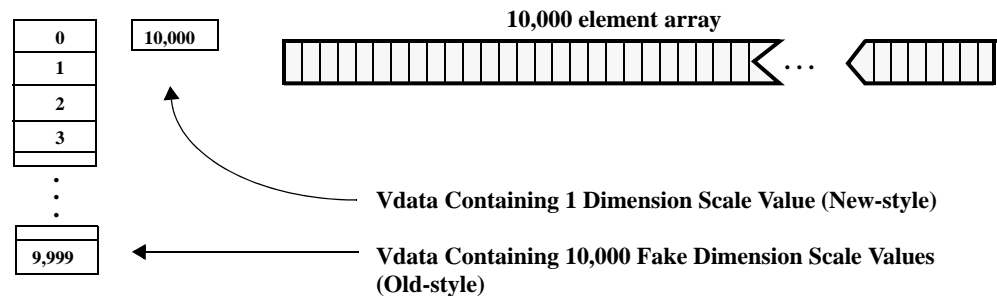 10,000 element array
0
10,000
1
2
3
...
9,999
Vdata Containing 1 Dimension Scale Value (New-style)
Vdata Containing 10,000 Fake Dimension Scale Values
(Old-style)